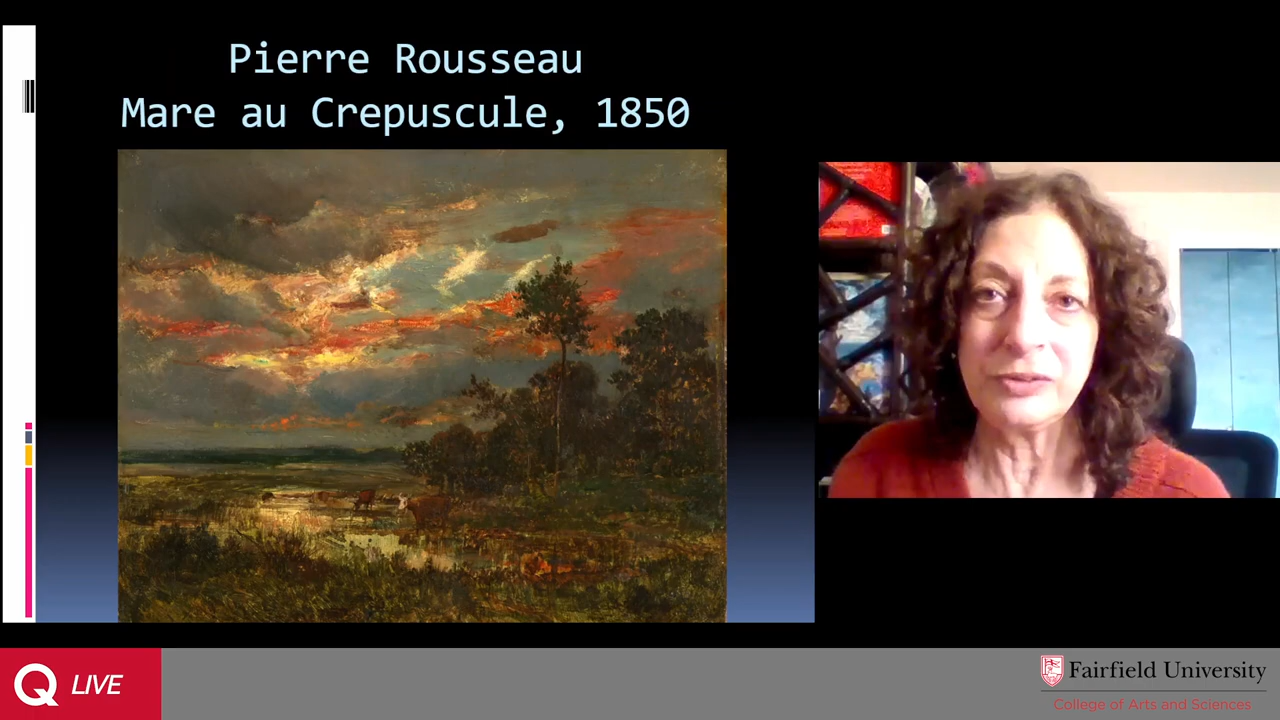 Pierre Rousseau
Mare au Crepuscule, 1850
Q LIVE
Fairfield University
College of Arts and Sciences